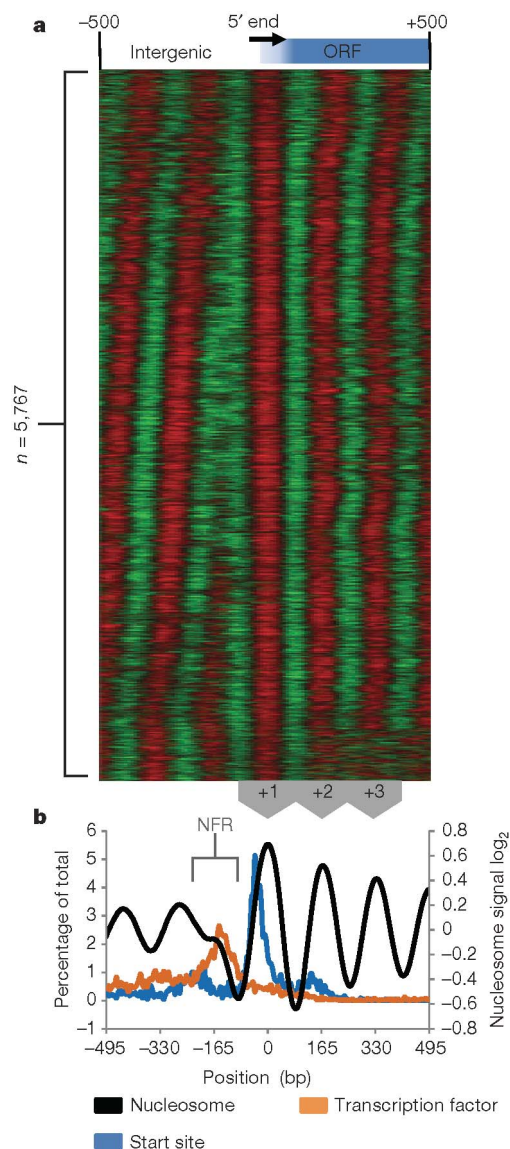 a
−500
5′ end
+500
Intergenic
ORF
n = 5,767
+1
+2
+3
b
NFR
Percentage of total
6
5
4
3
2
1
0
−1
0.8
0.6
0.4
0.2
0
−0.2
−0.4
−0.6
−0.8
Nucleosome signal log2
−495
−330
−165
0
165
330
495
Position (bp)
Nucleosome
Transcription factor
Start site